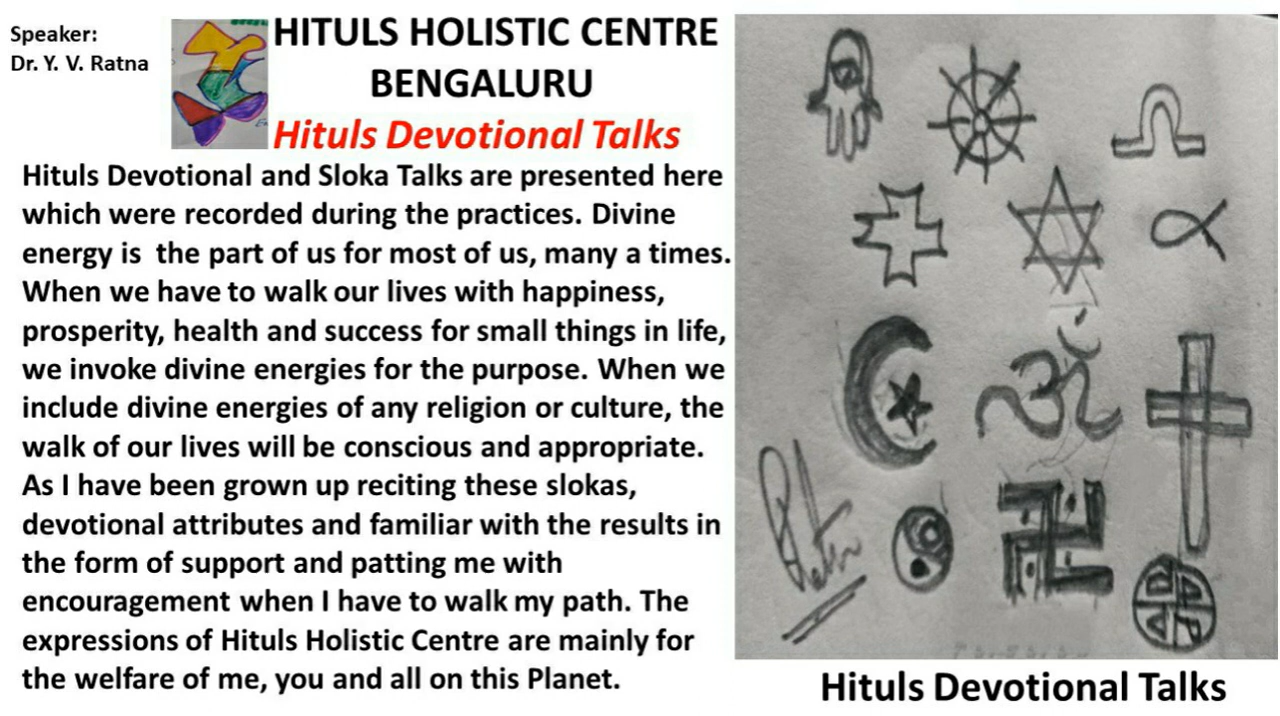 Speaker:
Dr. Y. V. Ratna
HITULS HOLISTIC CENTRE
BENGALURU
Hituls Devotional Talks
Hituls Devotional and Sloka Talks are presented here
which were recorded during the practices. Divine
energy is  the part of us for most of us, many a times.
When we have to walk our lives with happiness,
prosperity, health and success for small things in life,
we invoke divine energies for the purpose. When we
include divine energies of any religion or culture, the
walk of our lives will be conscious and appropriate.
As I have been grown up reciting these slokas,
devotional attributes and familiar with the results in
the form of support and patting me with
encouragement when I have to walk my path. The
expressions of Hituls Holistic Centre are mainly for
the welfare of me, you and all on this Planet.
ॐ
Ratna
Hituls Devotional Talks